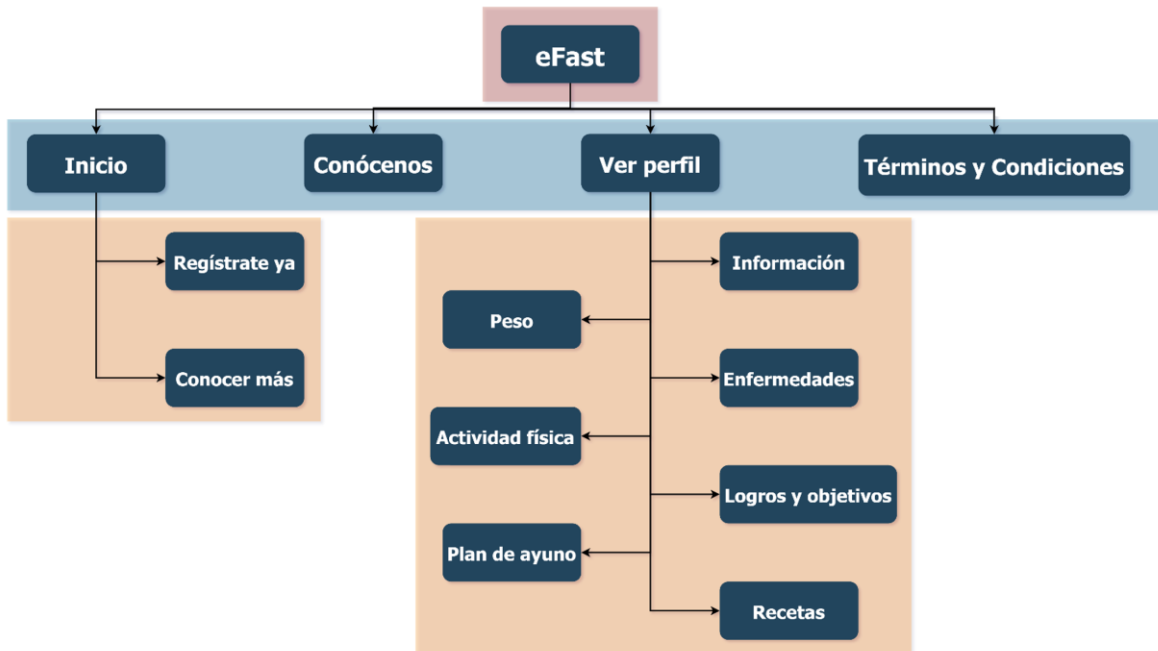 eFast
Inicio
Conócenos
Ver perfil
Términos y Condiciones
Regístrate ya
Información
Peso
Conocer más
Enfermedades
Actividad física
Logros y objetivos
Plan de ayuno
Recetas